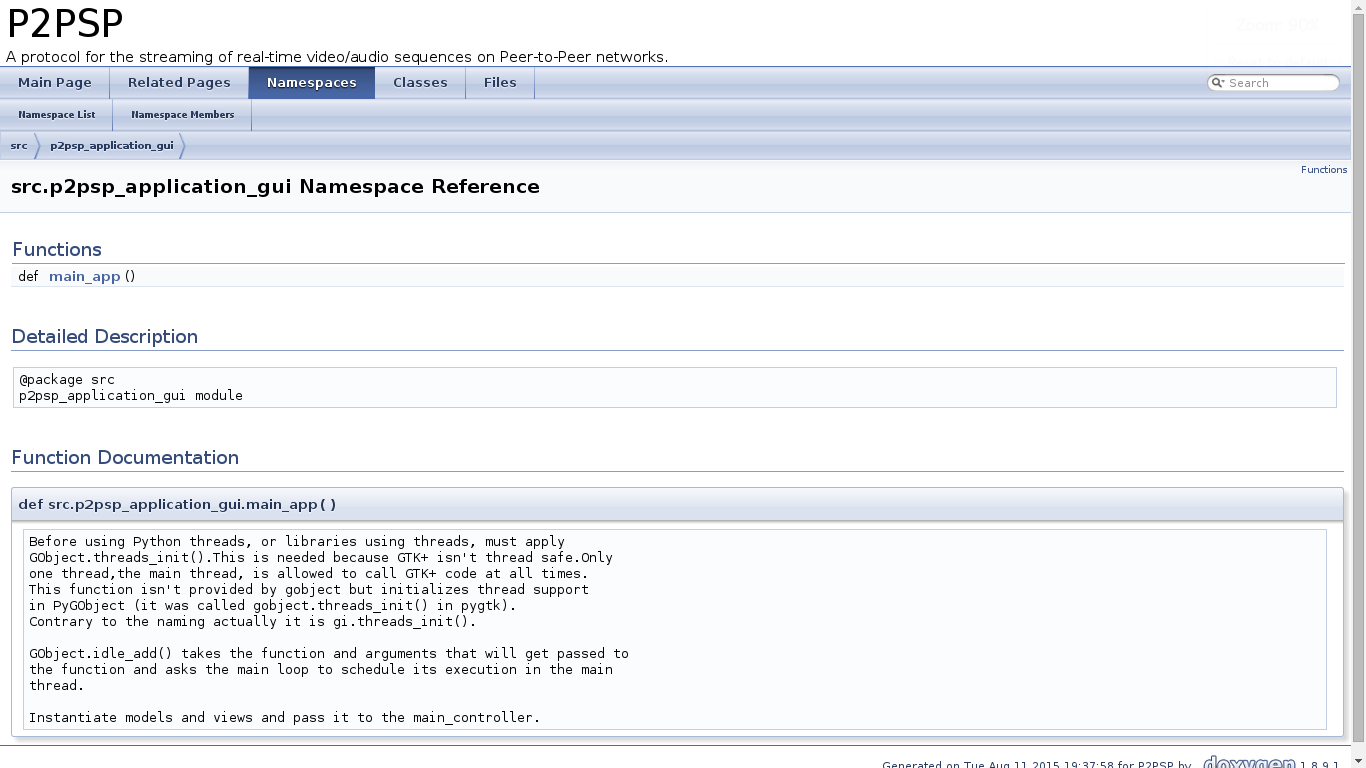 P2PSP
A protocol for the streaming of real-time video/audio sequences on Peer-to-Peer networks.
Main Page Related Pages Namespaces Classes Files Search
Namespace List Namespace Members
src p2psp_application_gui
Functions
src.p2psp_application_gui Namespace Reference
Functions
def main_app ()
Detailed Description
@package src
p2psp_application_gui module
Function Documentation
def src.p2psp_application_gui.main_app ( )
Before using Python threads, or libraries using threads, must apply
GObject.threads_init().This is needed because GTK+ isn't thread safe.Only
one thread,the main thread, is allowed to call GTK+ code at all times.
This function isn't provided by gobject but initializes thread support
in PyGObject (it was called gobject.threads_init() in pygtk).
Contrary to the naming actually it is gi.threads_init().
GObject.idle_add() takes the function and arguments that will get passed to
the function and asks the main loop to schedule its execution in the main
thread.
Instantiate models and views and pass it to the main_controller.
Generated on Tue Aug 11 2015 19:37:58 for P2PSP by doxygen 1.8.9.1